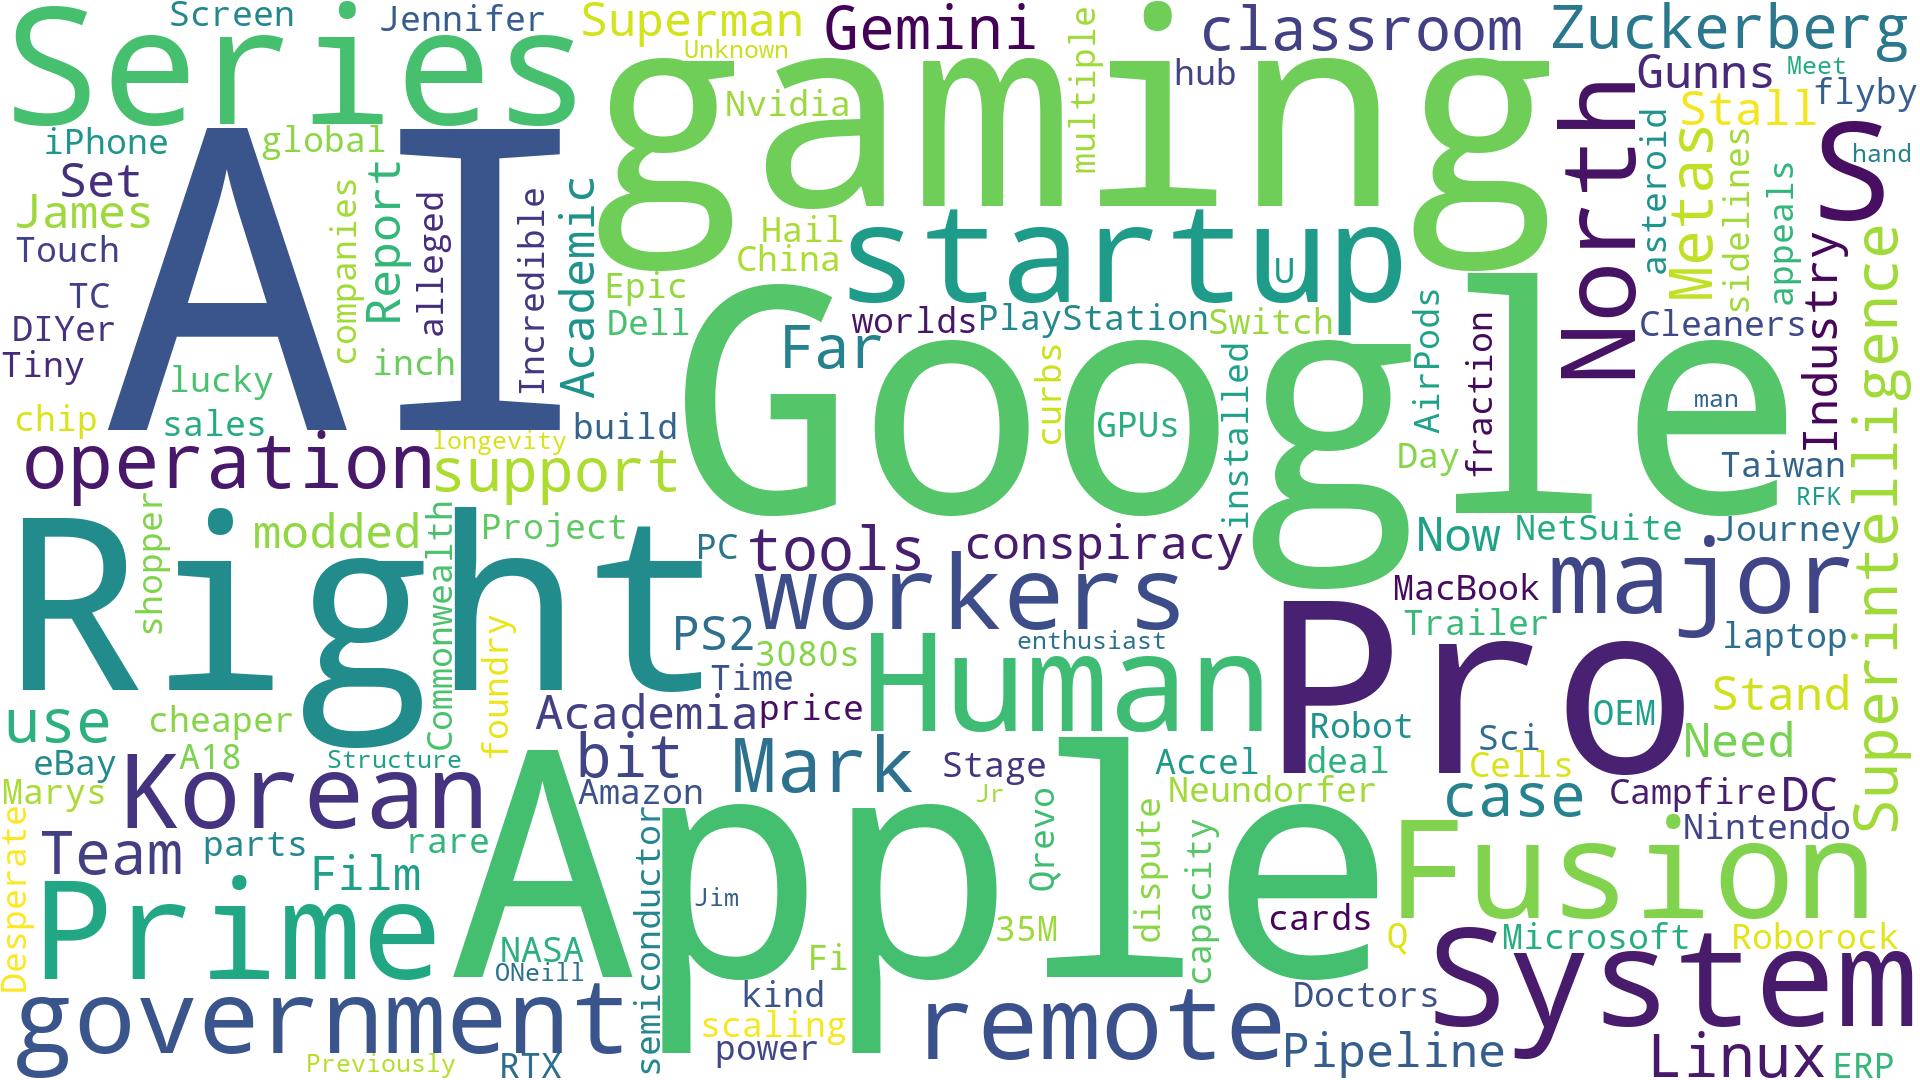 Screen
Jennifer
Superman
Gemini
classroom
Zuckerberg
Series
Unknown
gaming
multiple
hub
Gunns
Meet
Nvidia
North
Stall
flyby
iPhone
global
AI
asteroid
Metas
sidelines
S
hand
Set
Report
alleged
Incredible
Academic
companies
James
startup
appeals
Touch
Hail
China
U
Industry
Superintelligence
TC
Epic
DIYer
Dell
worlds
PlayStation
Switch
Cleaners
Tiny
inch
Far
Google
curbs
installed
AirPods
fraction
lucky
man
chip
sales
build
GPUs
longevity
operation
support
Day
Taiwan
RFK
shopper
modded
Commonwealth
Project
PC
tools
conspiracy
Now
NetSuite
Journey
Right
workers
MacBook
major
foundry
PS2
enthusiast
Trailer
laptop
3080s
Human
Pro
Time
use
cheaper
Academia
price
Robot
OEM
Stand
eBay
A18
Structure
bit
Mark
Stage
Accel
deal
Sci
Cells
Need
Marys
Korean
Amazon
Jr
Neundorfer
case
Campfire
DC
Desperate
Team
parts
rare
semiconductor
Apple
Qrevo
dispute
capacity
Fusion
Nintendo
Film
Prime
Jim
35M
cards
Q
Microsoft
Roborock
NASA
ONeill
Fi
System
government
kind
scaling
remote
Doctors
power
Pipeline
Linux
Previously
RTX
ERP